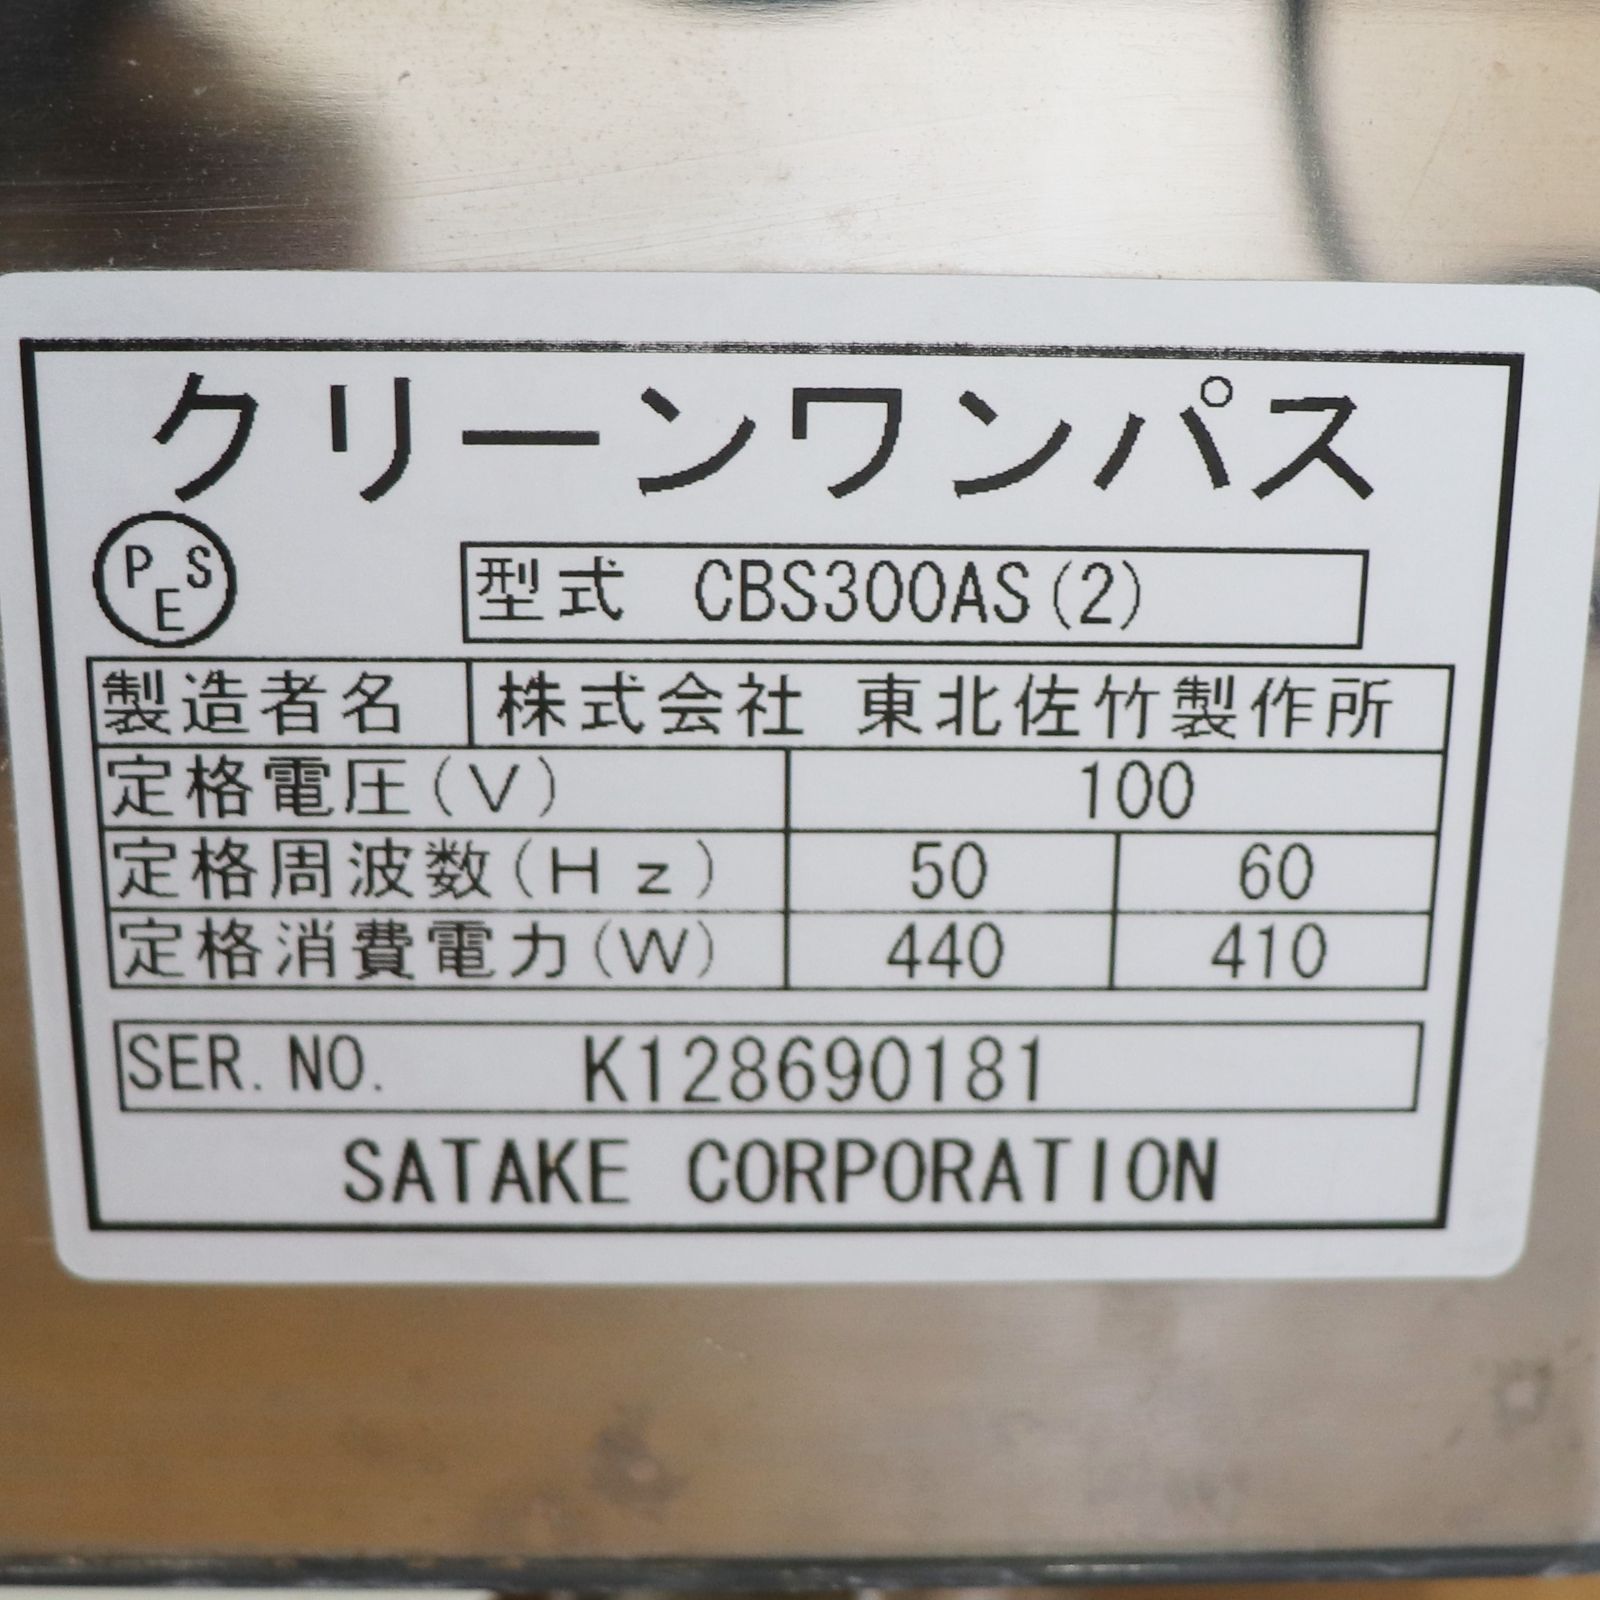 クリーンワンパス
PSE
型式 CBS300AS(2)
製造者名 株式会社 東北佐竹製作所
定格電圧(V) 100
定格周波数(Hz) 50 60
定格消費電力(W) 440 410
SER.NO. K128690181
SATAKE CORPORATION